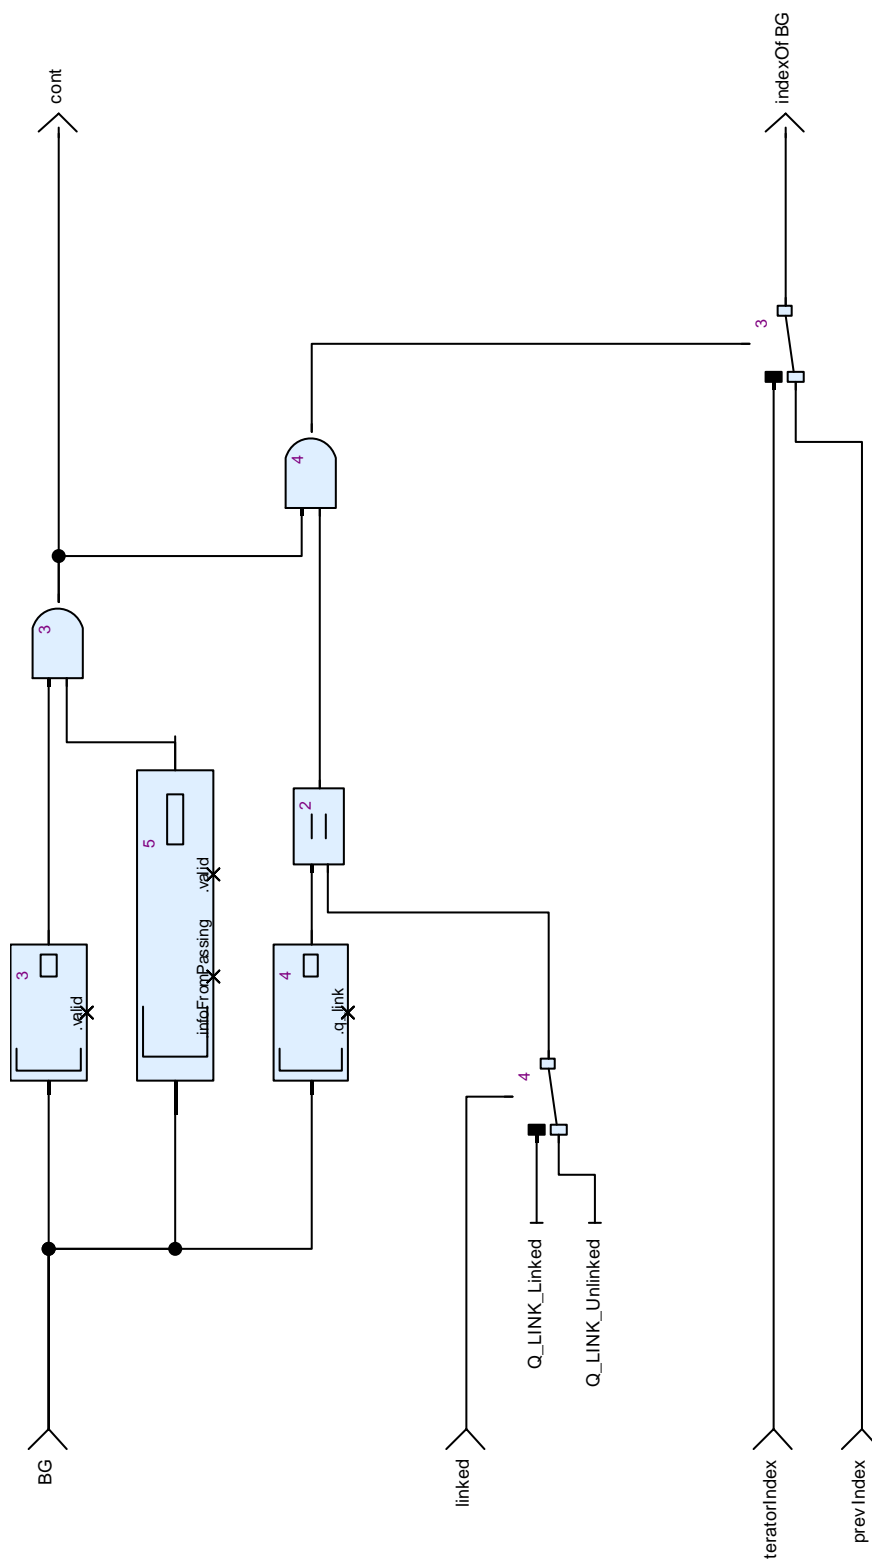 cont
indexOf BG
3
4
3
5
.valid
.infoFromPassing
3
.valid
2
4
.q_link
4
Q_LINK_Linked
Q_LINK_Unlinked
BG
linked
teratorIndex
prev Index